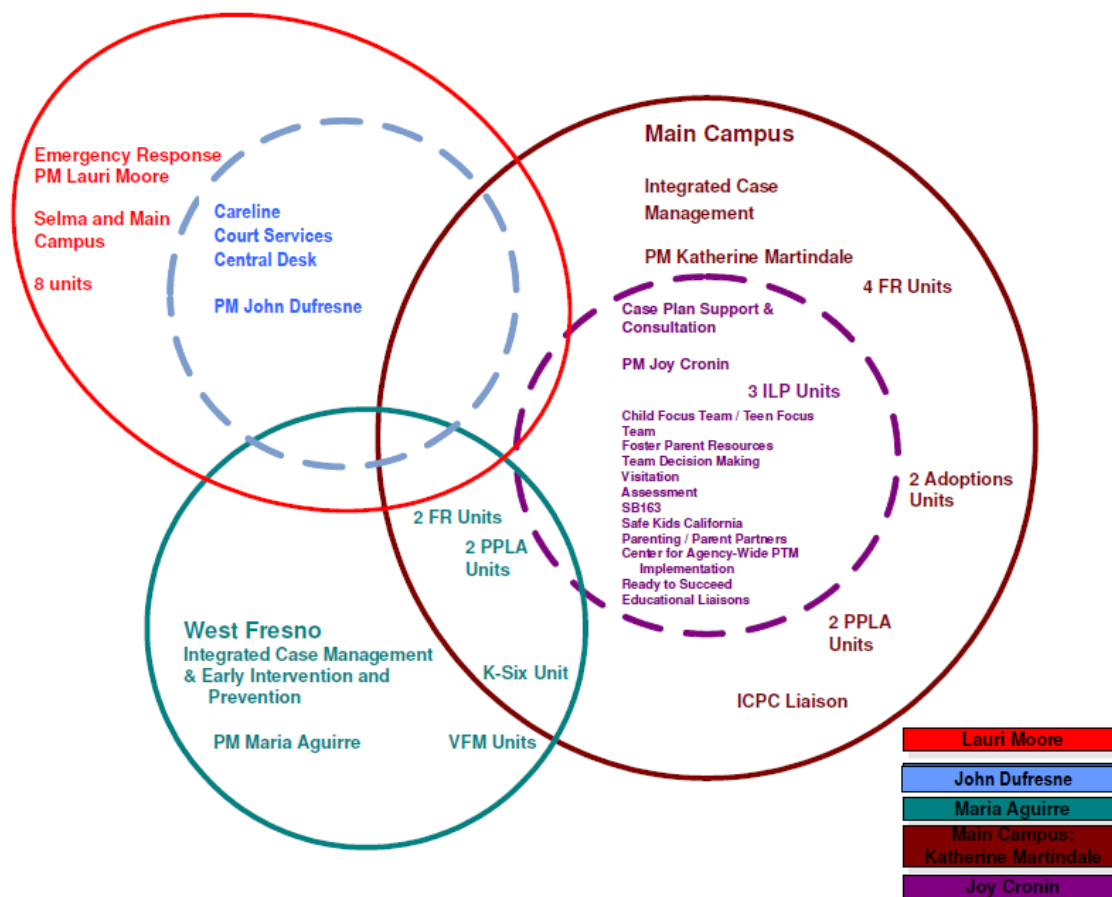 Emergency Response
PM Lauri Moore
Selma and Main
Campus
8 units
Careline
Court Services
Central Desk
PM John Dufresne
Main Campus
Integrated Case
Management
PM Katherine Martindale
4 FR Units
Case Plan Support &
Consultation
PM Joy Cronin
3 ILP Units
Child Focus Team / Teen Focus
Team
Foster Parent Resources
Team Decision Making
Visitation
Assessment
SB163
Safe Kids California
Parenting / Parent Partners
Center for Agency-Wide PTM
Implementation
Ready to Succeed
Educational Liaisons
2 Adoptions
Units
2 PPLA
Units
ICPC Liaison
2 FR Units
2 PPLA
Units
West Fresno
Integrated Case Management
& Early Intervention and
Prevention
K-Six Unit
PM Maria Aguirre
VFM Units
Lauri Moore
John Dufresne
Maria Aguirre
Main Campus:
Katherine Martindale
Joy Cronin